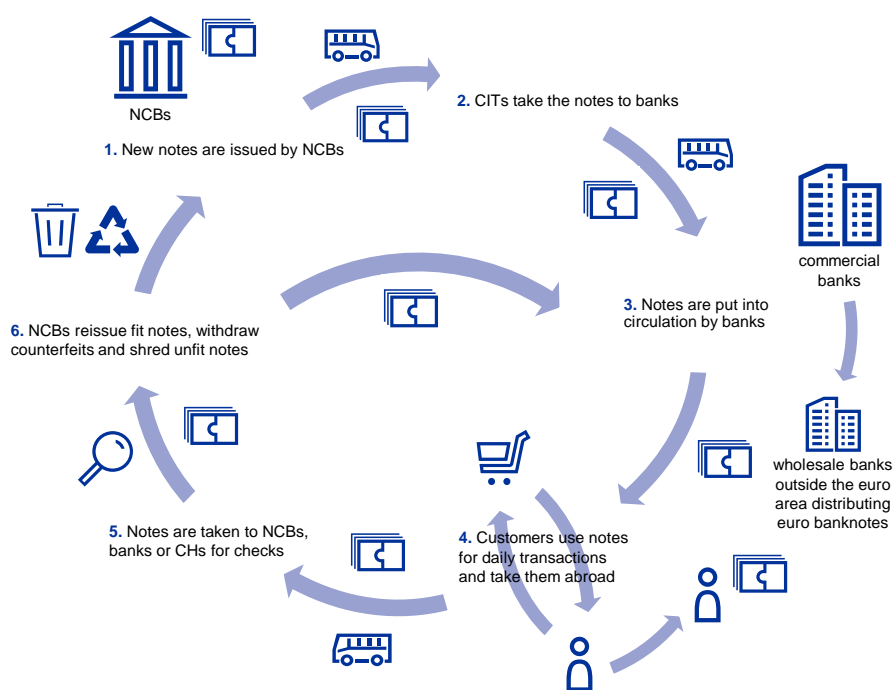 NCBs
1. New notes are issued by NCBs
2. CITs take the notes to banks
commercial
banks
3. Notes are put into
circulation by banks
6. NCBs reissue fit notes, withdraw
counterfeits and shred unfit notes
wholesale banks
outside the euro
area distributing
euro banknotes
5. Notes are taken to NCBs,
banks or CHs for checks
4. Customers use notes
for daily transactions
and take them abroad